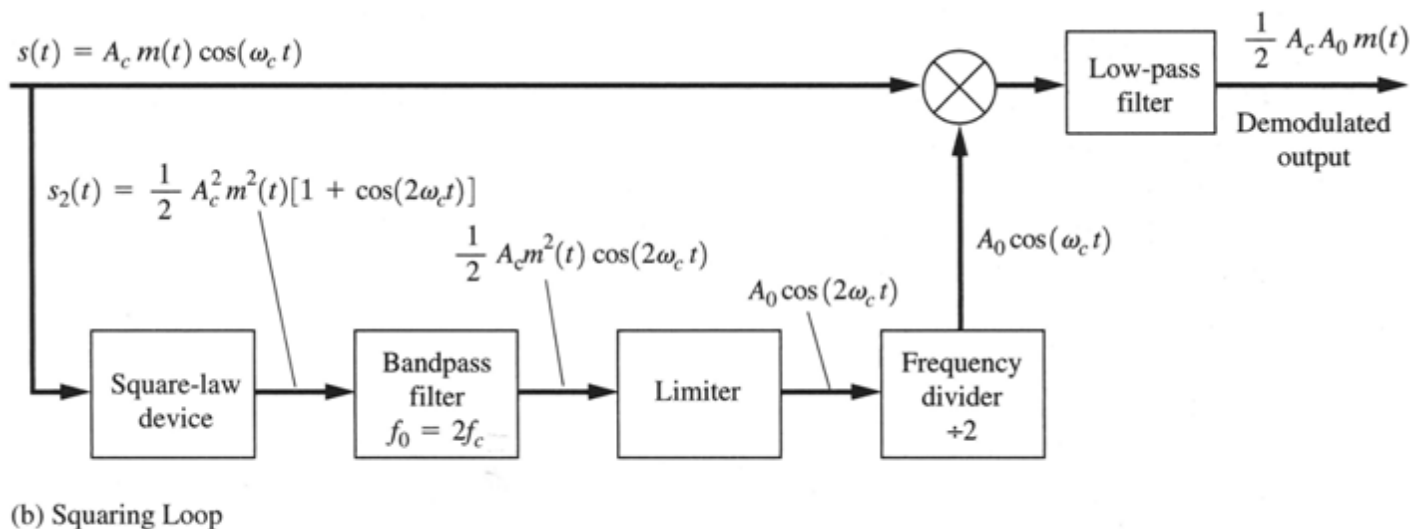 s(t) = A_c m(t) cos(ω_c t)
1/2 A_c A_0 m(t)
Low-pass
filter
Demodulated
output
s_2(t) = 1/2 A_c^2 m^2(t)[1 + cos(2ω_c t)]
1/2 A_c m^2(t) cos(2ω_c t)
A_0 cos(ω_c t)
A_0 cos(2ω_c t)
Square-law
device
Bandpass
filter
f_0 = 2f_c
Limiter
Frequency
divider
÷2
(b) Squaring Loop